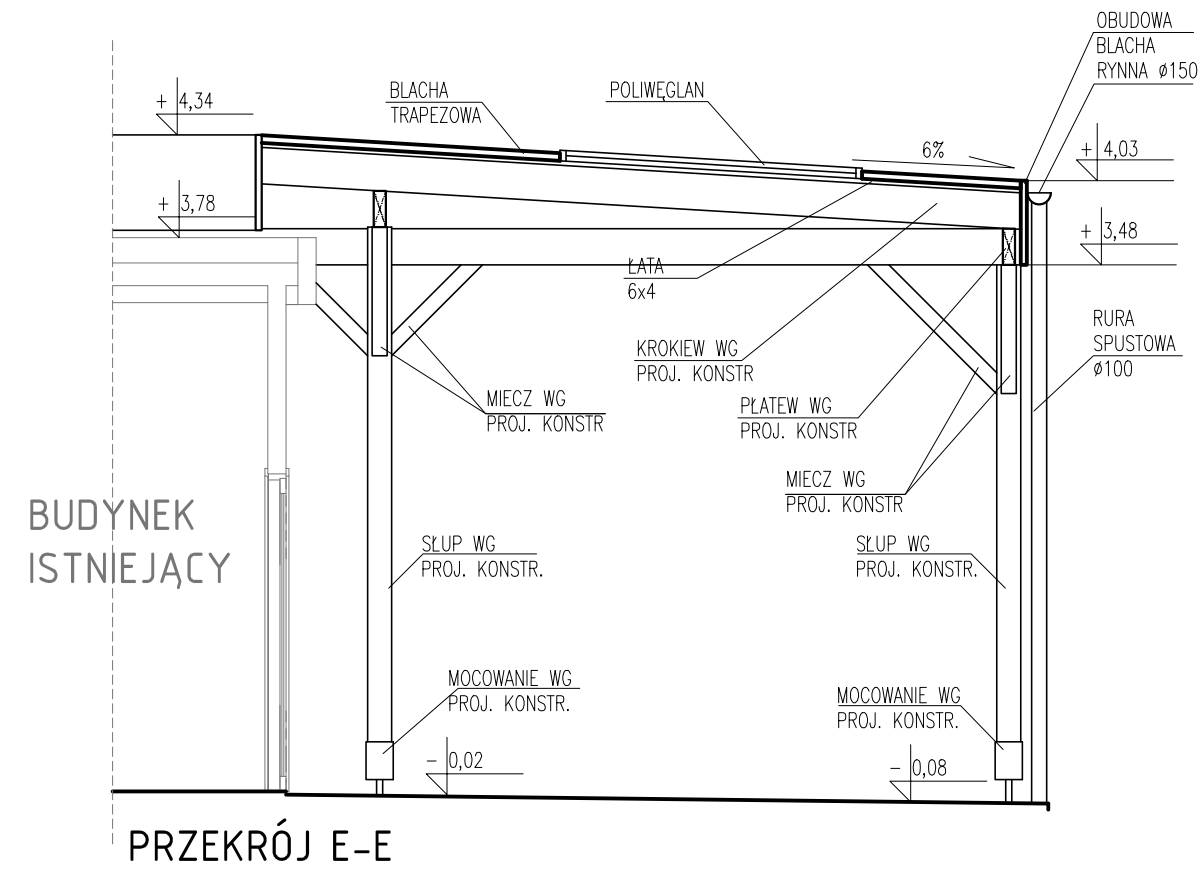 OBUDOWA
BLACHA
RYNNA ø150
+ 4,34
BLACHA
TRAPEZOWA
POLIWĘGLAN
6%
+ 4,03
+ 3,78
+ 3,48
ŁATA
6x4
RURA
SPUSTOWA
ø100
KROKIEW WG
PROJ. KONSTR
MIECZ WG
PROJ. KONSTR
PŁATEW WG
PROJ. KONSTR
MIECZ WG
PROJ. KONSTR
BUDYNEK
ISTNIEJĄCY
SŁUP WG
PROJ. KONSTR.
SŁUP WG
PROJ. KONSTR.
MOCOWANIE WG
PROJ. KONSTR.
MOCOWANIE WG
PROJ. KONSTR.
- 0,02
- 0,08
PRZEKRÓJ E-E